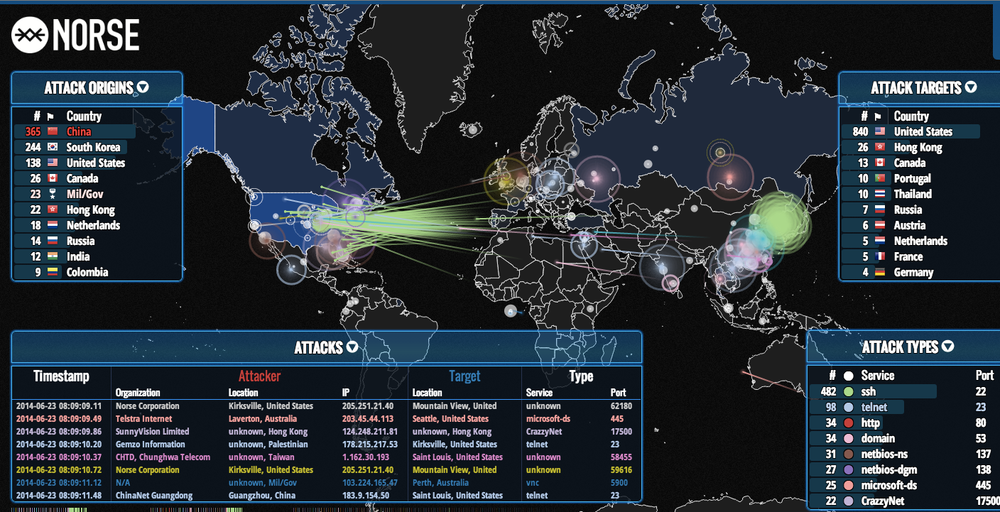 NORSE
ATTACK ORIGINS
# Country
365 China
244 South Korea
138 United States
26 Canada
23 Mil/Gov
22 Hong Kong
18 Netherlands
14 Russia
12 India
9 Colombia
ATTACK TARGETS
# Country
840 United States
26 Hong Kong
13 Canada
10 Portugal
10 Thailand
7 Russia
6 Austria
5 Netherlands
5 France
4 Germany
ATTACKS
Timestamp Attacker Target Type
Organization Location IP Location Service Port
2014-06-23 08:09:09.11 Norse Corporation Kirksville, United States 205.251.21.40 Mountain View, United unknown 62180
2014-06-23 08:09:09.49 Telstra Internet Laverton, Australia 203.45.44.113 Seattle, United States microsoft-ds 445
2014-06-23 08:09:09.86 SunnyVision Limited unknown, Hong Kong 124.248.211.81 unknown, Hong Kong CrazzyNet 17500
2014-06-23 08:09:10.20 Gemzo Information unknown, Palestinian 178.215.217.53 Kirksville, United States telnet 23
2014-06-23 08:09:10.37 CHTD, Chunghwa Telecom unknown, Taiwan 1.162.30.193 Saint Louis, United States unknown 58455
2014-06-23 08:09:10.72 Norse Corporation Kirksville, United States 205.251.21.40 Mountain View, United unknown 59616
2014-06-23 08:09:11.12 N/A unknown, Mil/Gov 103.224.165.47 Perth, Australia vnc 5900
2014-06-23 08:09:11.48 ChinaNet Guangdong Guangzhou, China 183.9.154.50 Saint Louis, United States telnet 23
ATTACK TYPES
# Service Port
482 ssh 22
98 telnet 23
34 http 80
34 domain 53
31 netbios-ns 137
27 netbios-dgm 138
25 microsoft-ds 445
22 CrazzyNet 17500